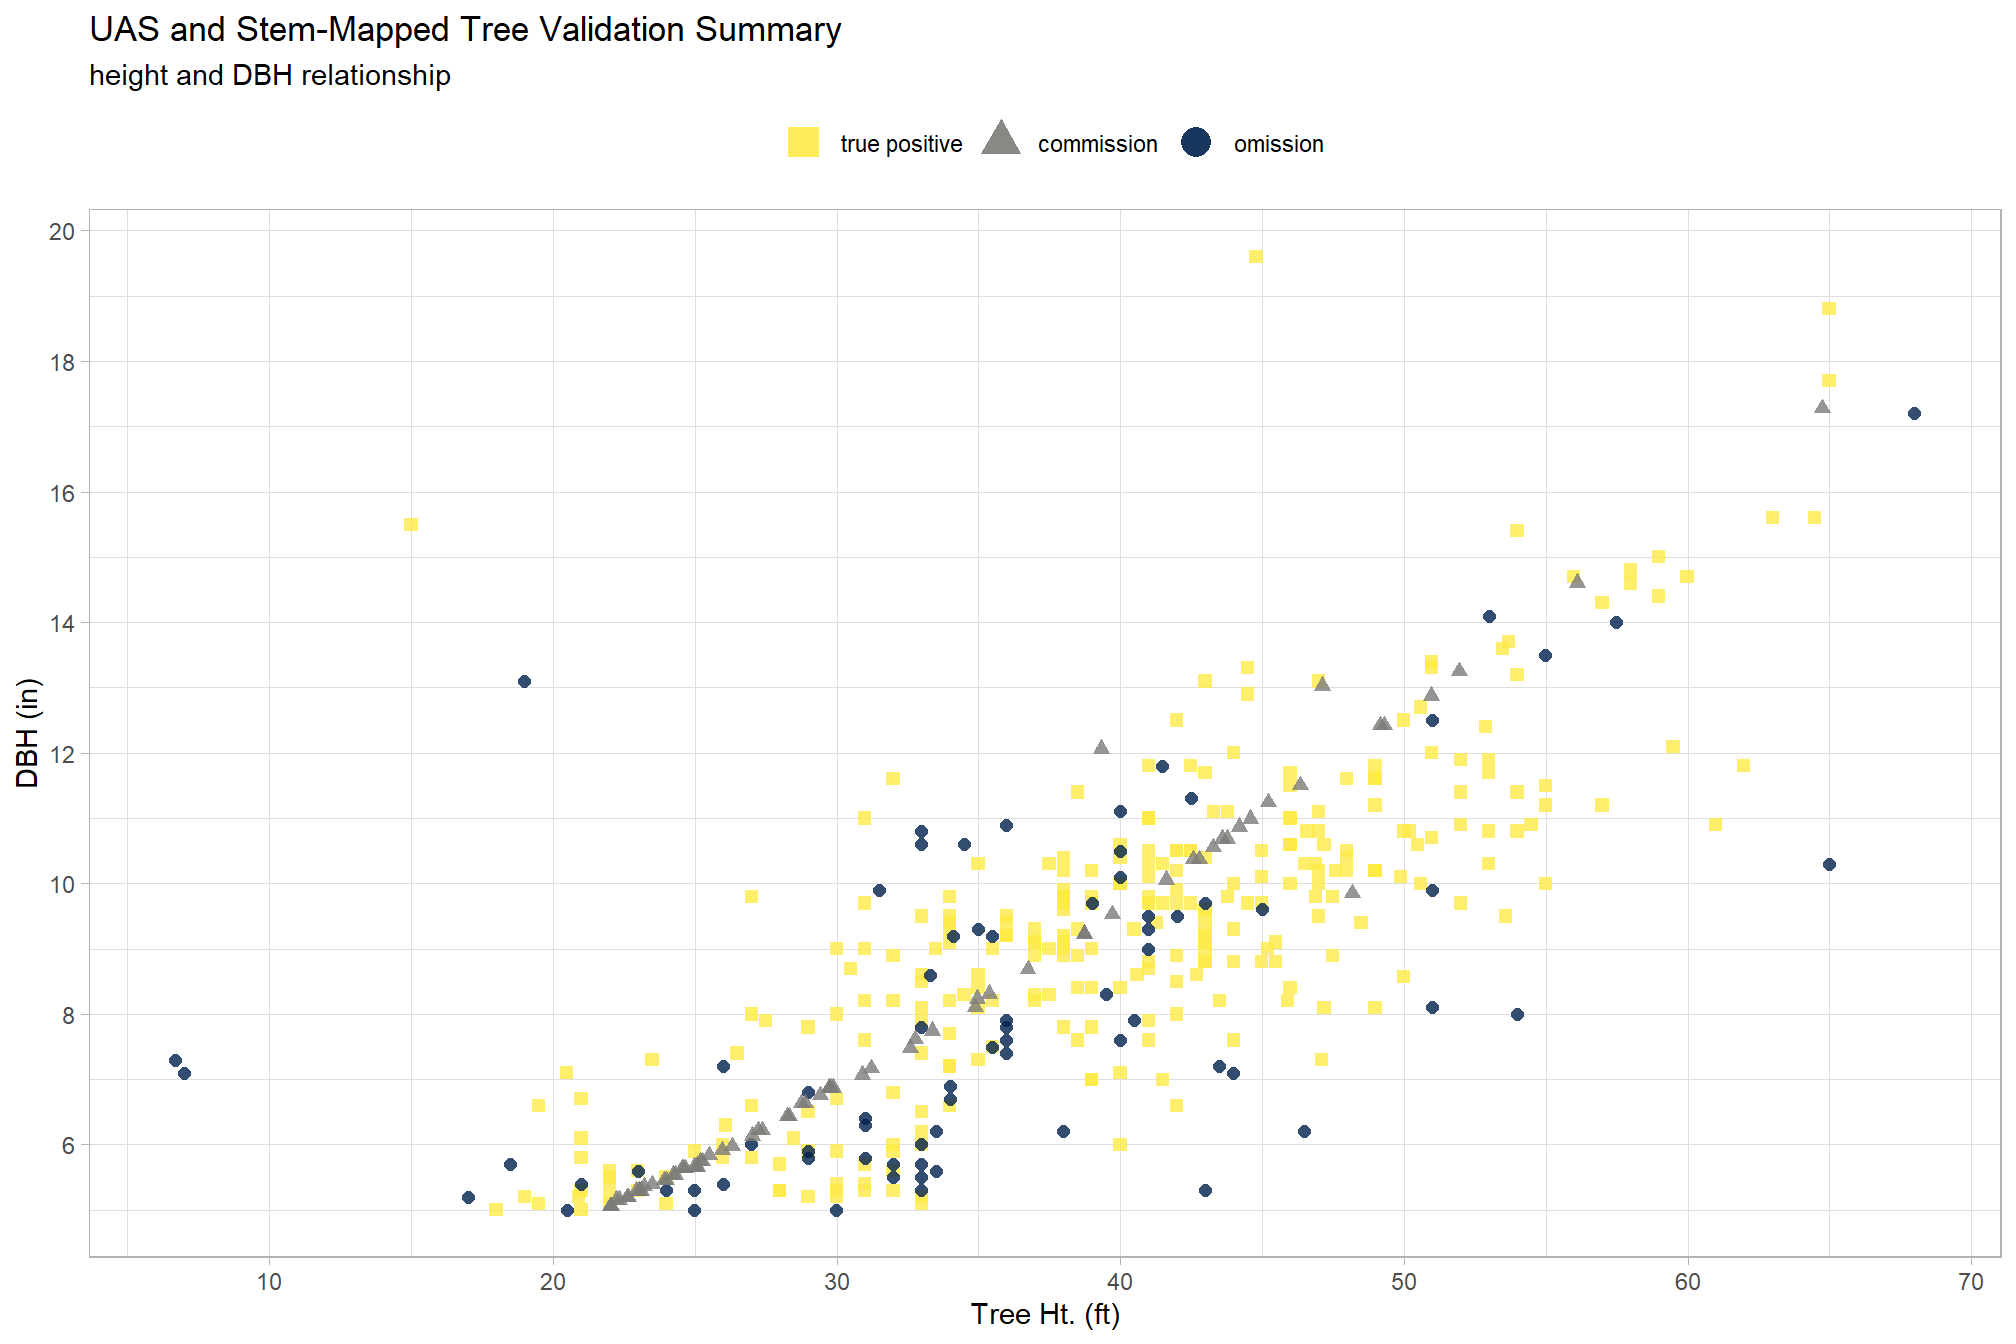 UAS and Stem-Mapped Tree Validation Summary
height and DBH relationship
true positive commission omission
20
18
16
14
12
10
8
6
DBH (in)
10 20 30 40 50 60 70
Tree Ht. (ft)